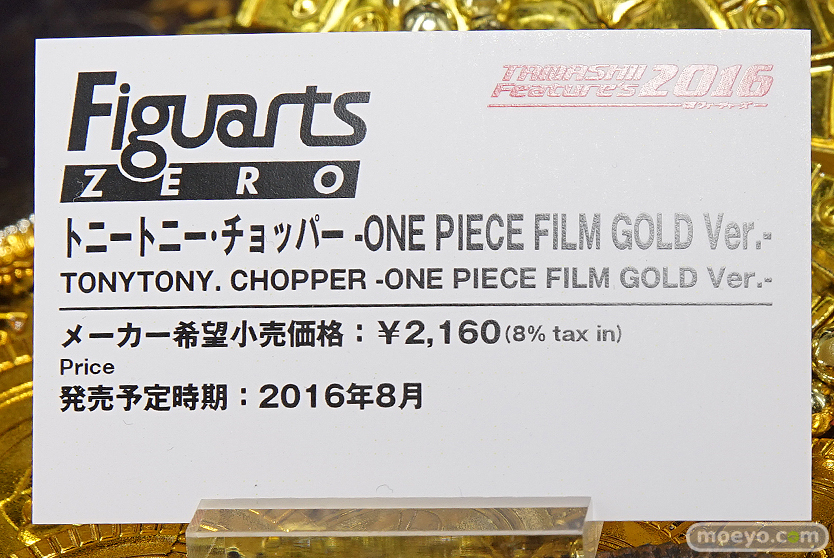 Figuarts
ZERO
TAMASHII
Features 2016
トニートニー・チョッパー -ONE PIECE FILM GOLD Ver.-
TONYTONY. CHOPPER -ONE PIECE FILM GOLD Ver.-
メーカー希望小売価格：￥2,160(8% tax in)
Price
発売予定時期：2016年8月
moeyo.com